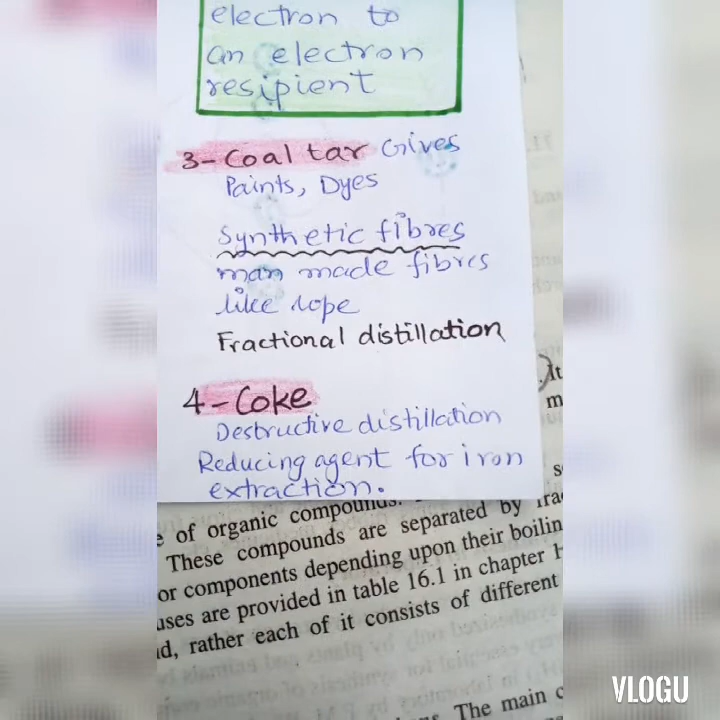 electron to
an electron
resipient
3- Coal tar Gives
Paints, Dyes
Synthetic fibres
man made fibres
like rope
Fractional distillation
4- Coke
Destructive distillation
Reducing agent for iron
extraction.
It
m
of organic compounds.
These compounds are separated by
or components depending upon their
uses are provided in table 16.1 in chapter
rather each of it consists of different
The main
VLOGU